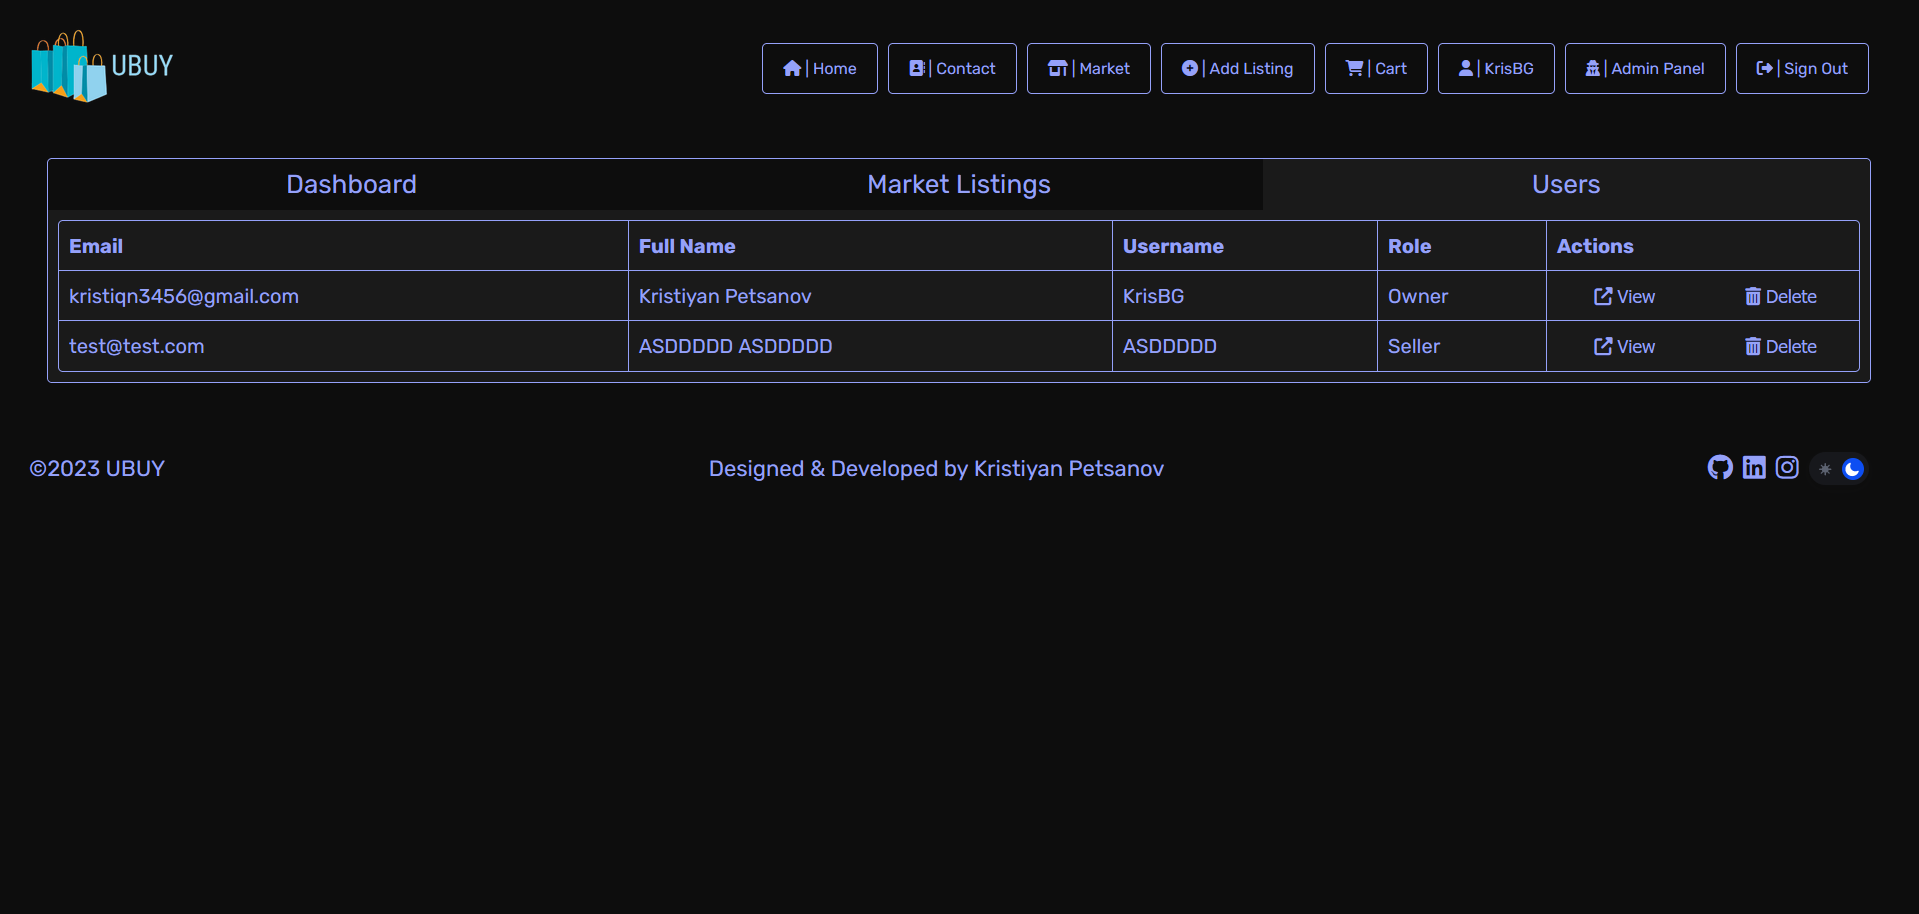 UBUY
| Home
| Contact
| Market
| Add Listing
| Cart
| KrisBG
| Admin Panel
| Sign Out
Dashboard Market Listings Users
Email Full Name Username Role Actions
kristiqn3456@gmail.com Kristiyan Petsanov KrisBG Owner View Delete
test@test.com ASDDDDD ASDDDDD ASDDDDD Seller View Delete
©2023 UBUY
Designed & Developed by Kristiyan Petsanov